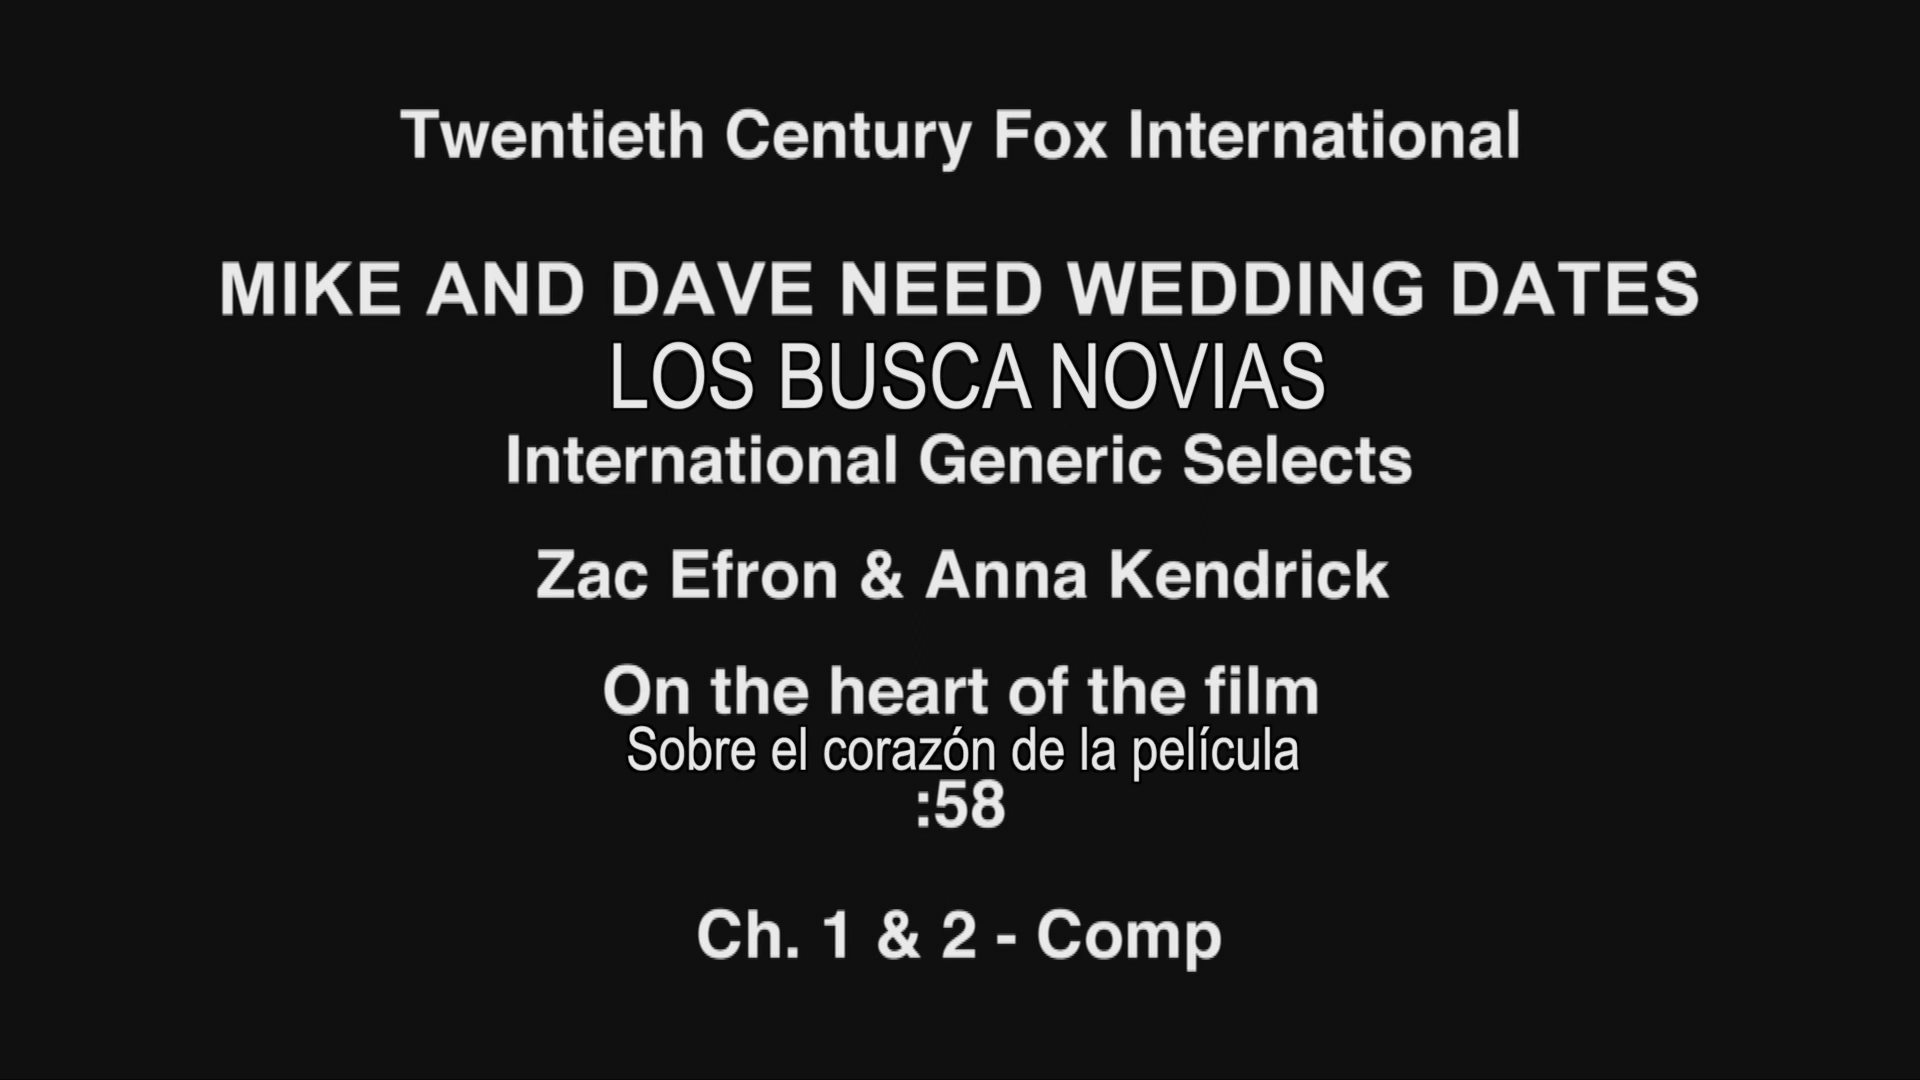 Twentieth Century Fox International
MIKE AND DAVE NEED WEDDING DATES
LOS BUSCA NOVIAS
International Generic Selects
Zac Efron & Anna Kendrick
On the heart of the film
Sobre el corazón de la película
:58
Ch. 1 & 2 - Comp